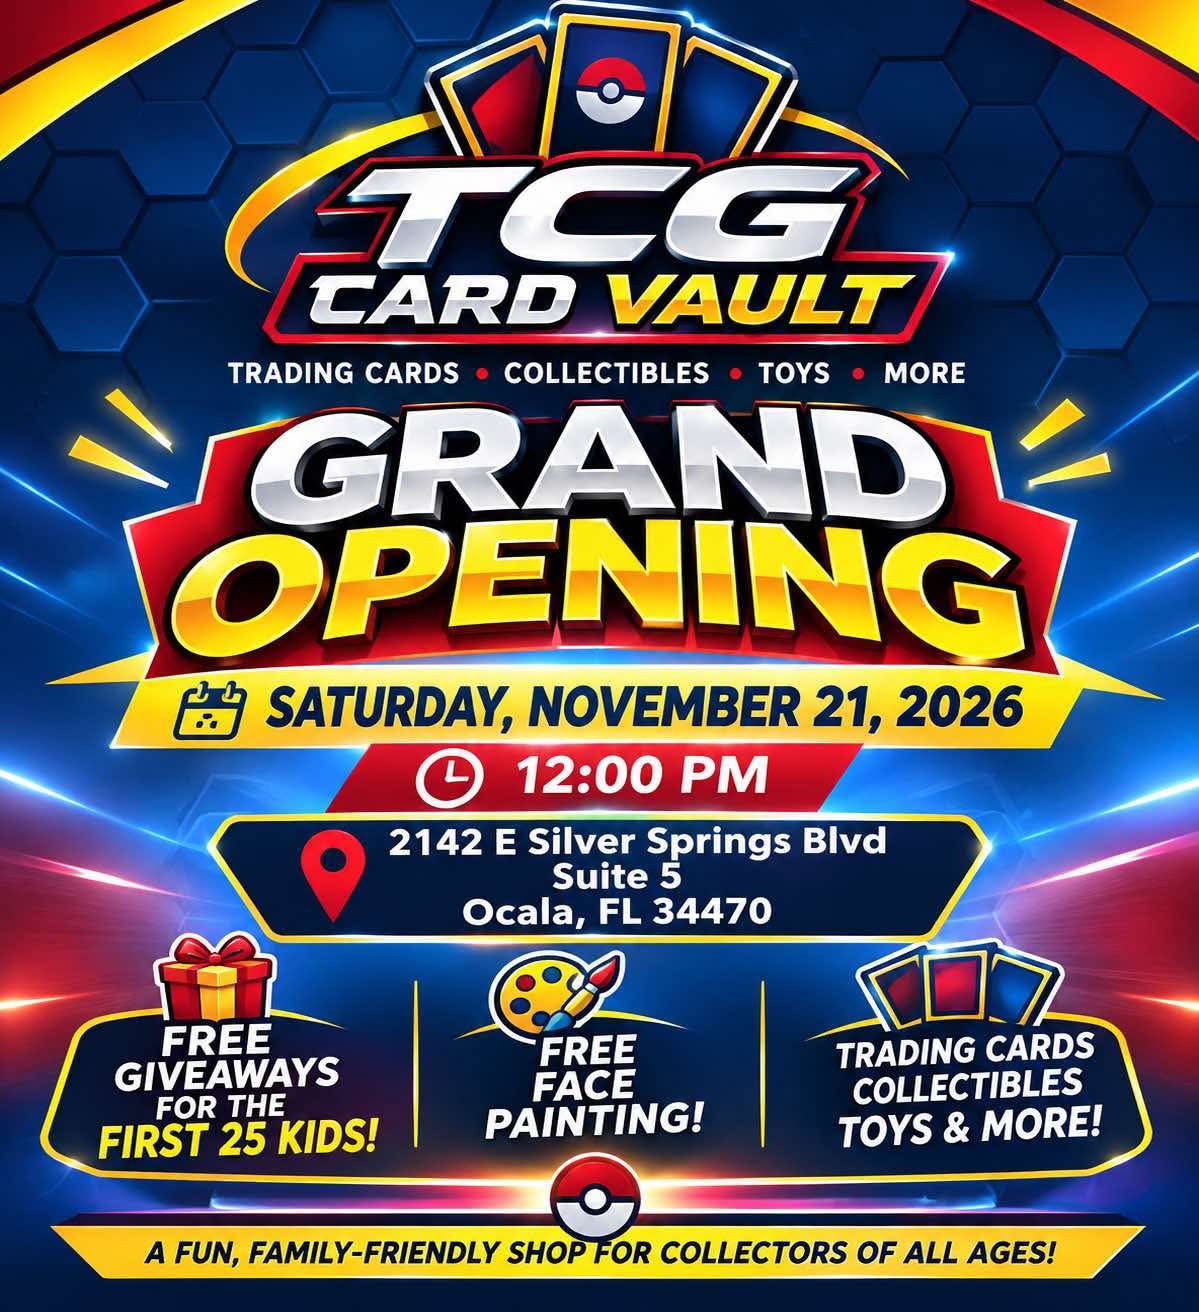 TCG
CARD VAULT
TRADING CARDS • COLLECTIBLES • TOYS • MORE
GRAND
OPENING
SATURDAY, NOVEMBER 21, 2026
12:00 PM
2142 E Silver Springs Blvd
Suite 5
Ocala, FL 34470
FREE
GIVEAWAYS
FOR THE
FIRST 25 KIDS!
FREE
FACE
PAINTING!
TRADING CARDS
COLLECTIBLES
TOYS & MORE!
A FUN, FAMILY-FRIENDLY SHOP FOR COLLECTORS OF ALL AGES!